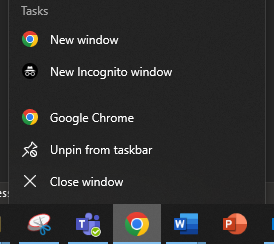 Tasks
New window
New Incognito window
Google Chrome
Unpin from taskbar
Close window